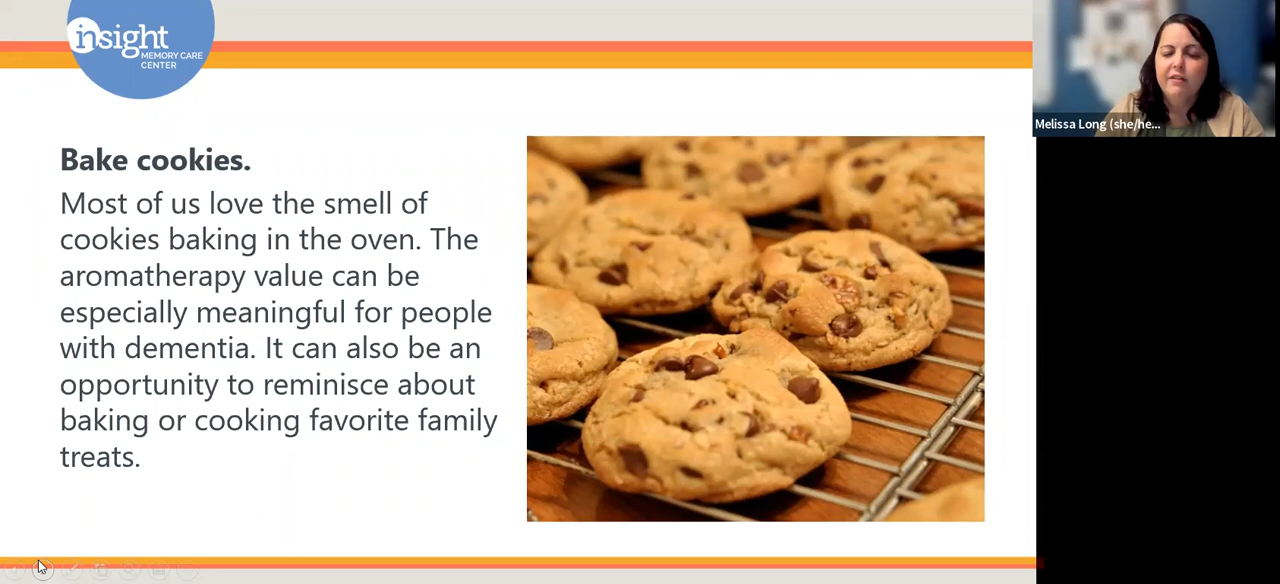 insight
MEMORY CARE
CENTER
Melissa Long (she/he...
Bake cookies.
Most of us love the smell of
cookies baking in the oven. The
aromatherapy value can be
especially meaningful for people
with dementia. It can also be an
opportunity to reminisce about
baking or cooking favorite family
treats.